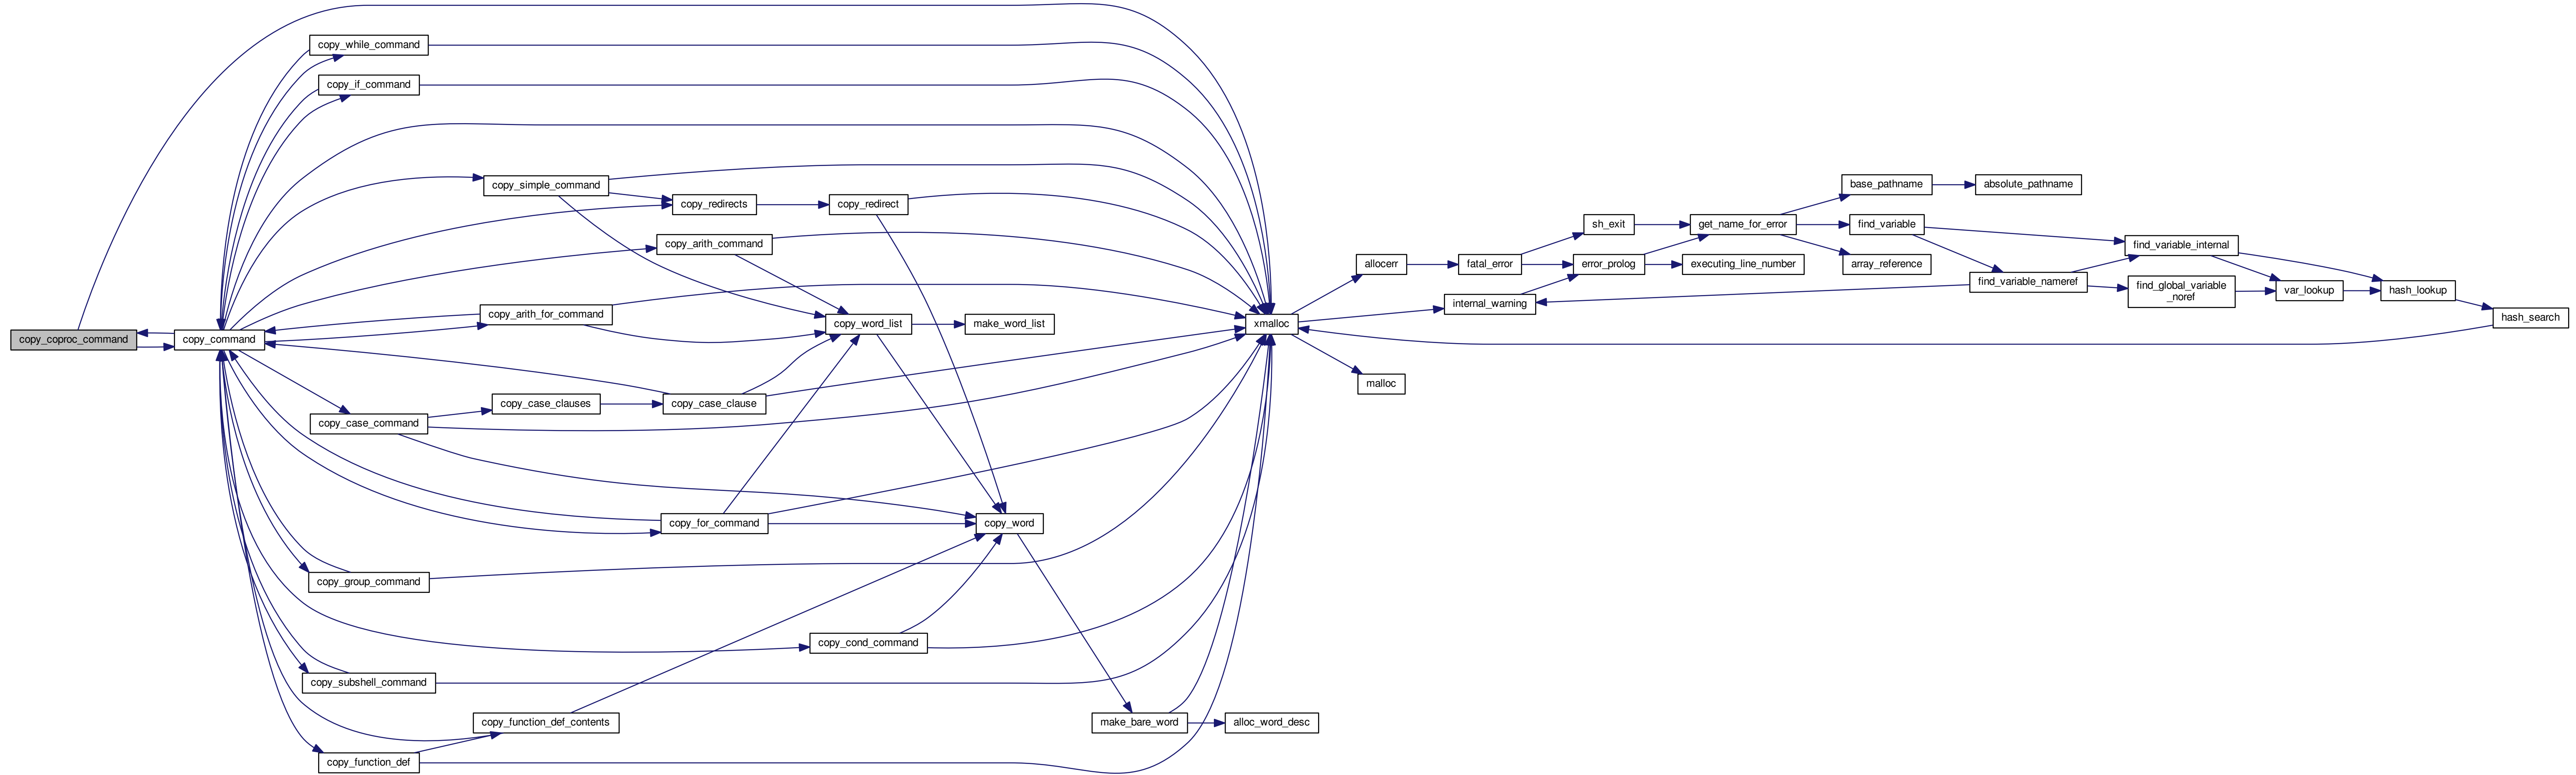 copy_coproc_command
copy_command
copy_while_command
copy_if_command
copy_simple_command
copy_redirects
copy_redirect
copy_arith_command
copy_arith_for_command
copy_word_list
make_word_list
copy_case_command
copy_case_clauses
copy_case_clause
copy_for_command
copy_word
copy_group_command
copy_cond_command
copy_subshell_command
copy_function_def_contents
copy_function_def
make_bare_word
alloc_word_desc
xmalloc
allocerr
malloc
fatal_error
internal_warning
sh_exit
error_prolog
get_name_for_error
executing_line_number
base_pathname
absolute_pathname
find_variable
array_reference
find_variable_nameref
find_variable_internal
find_global_variable
_noref
var_lookup
hash_lookup
hash_search